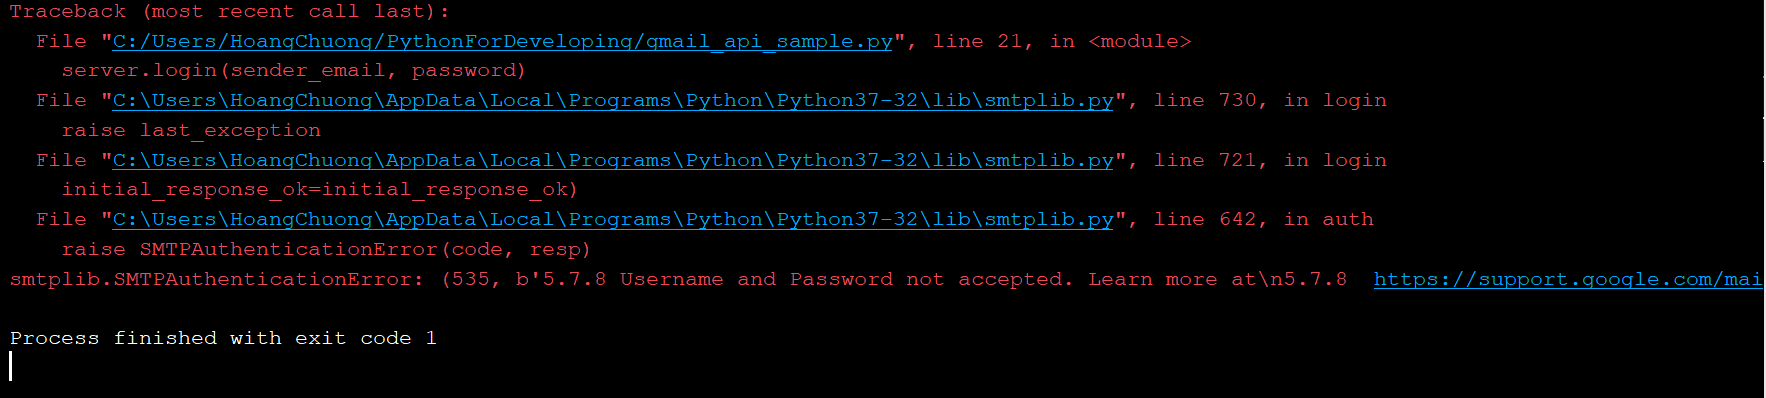 Traceback (most recent call last):
  File "C:/Users/HoangChuong/PythonForDeveloping/gmail_api_sample.py", line 21, in <module>
    server.login(sender_email, password)
  File "C:\Users\HoangChuong\AppData\Local\Programs\Python\Python37-32\lib\smtplib.py", line 730, in login
    raise last_exception
  File "C:\Users\HoangChuong\AppData\Local\Programs\Python\Python37-32\lib\smtplib.py", line 721, in login
    initial_response_ok=initial_response_ok)
  File "C:\Users\HoangChuong\AppData\Local\Programs\Python\Python37-32\lib\smtplib.py", line 642, in auth
    raise SMTPAuthenticationError(code, resp)
smtplib.SMTPAuthenticationError: (535, b'5.7.8 Username and Password not accepted. Learn more at\n5.7.8  https://support.google.com/mai
Process finished with exit code 1